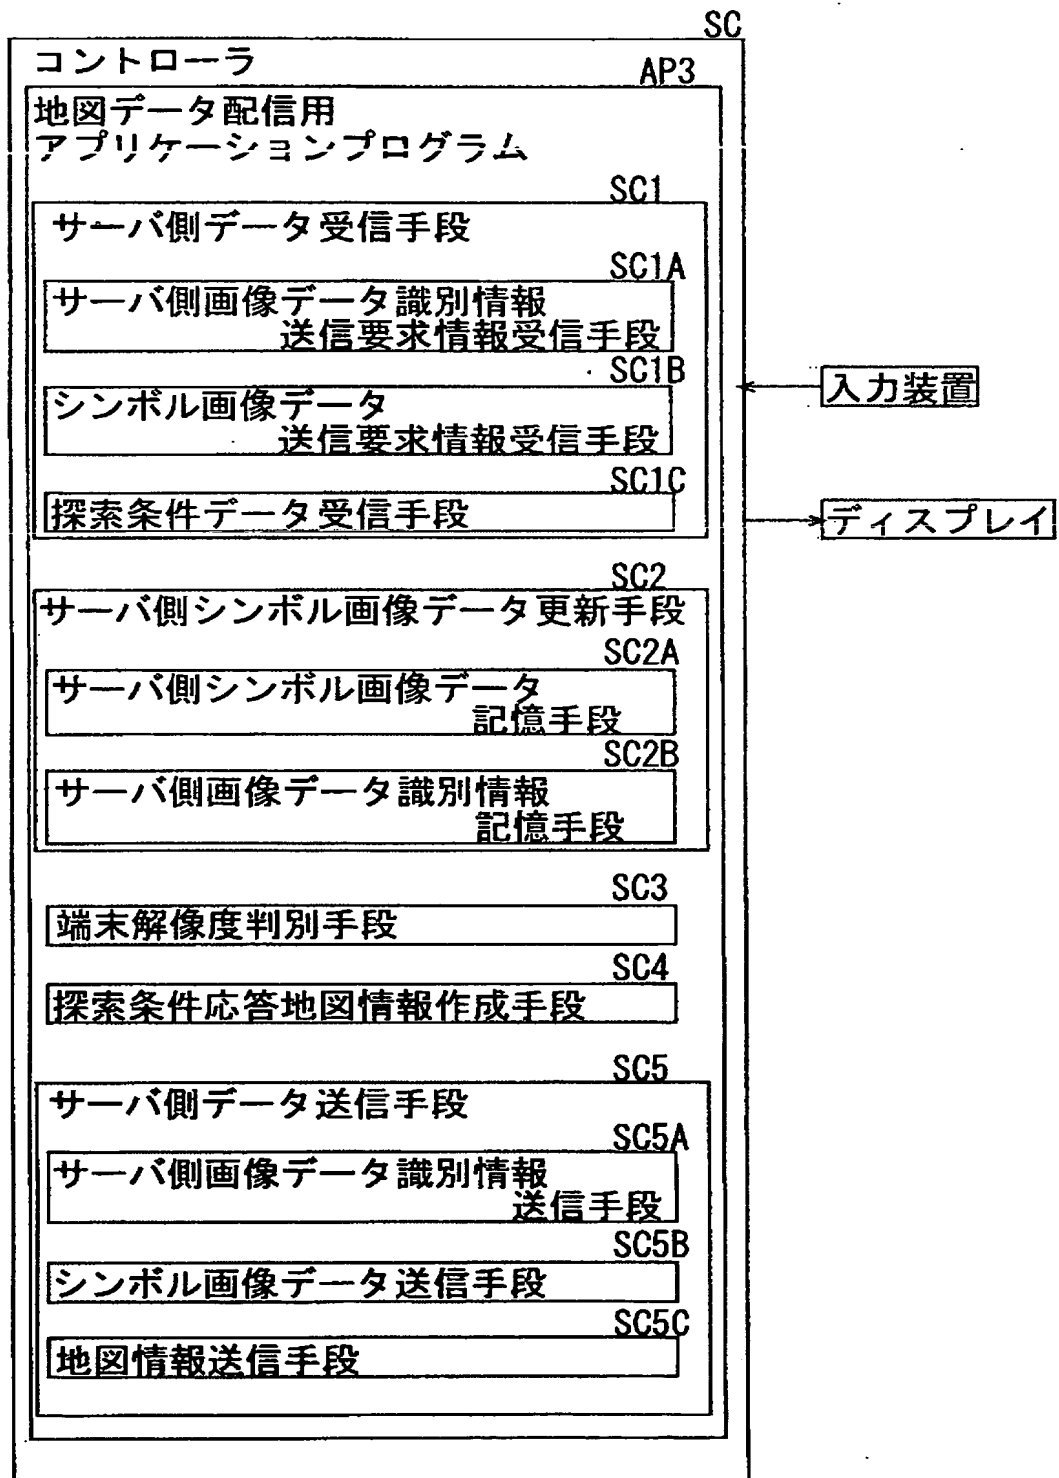 SC
コントローラ
AP3
地図データ配信用
アプリケーションプログラム
SC1
サーバ側データ受信手段
SC1A
サーバ側画像データ識別情報
送信要求情報受信手段
SC1B
シンボル画像データ
送信要求情報受信手段
SC1C
探索条件データ受信手段
入力装置
ディスプレイ
SC2
サーバ側シンボル画像データ更新手段
SC2A
サーバ側シンボル画像データ
記憶手段
SC2B
サーバ側画像データ識別情報
記憶手段
SC3
端末解像度判別手段
SC4
探索条件応答地図情報作成手段
SC5
サーバ側データ送信手段
SC5A
サーバ側画像データ識別情報
送信手段
SC5B
シンボル画像データ送信手段
SC5C
地図情報送信手段